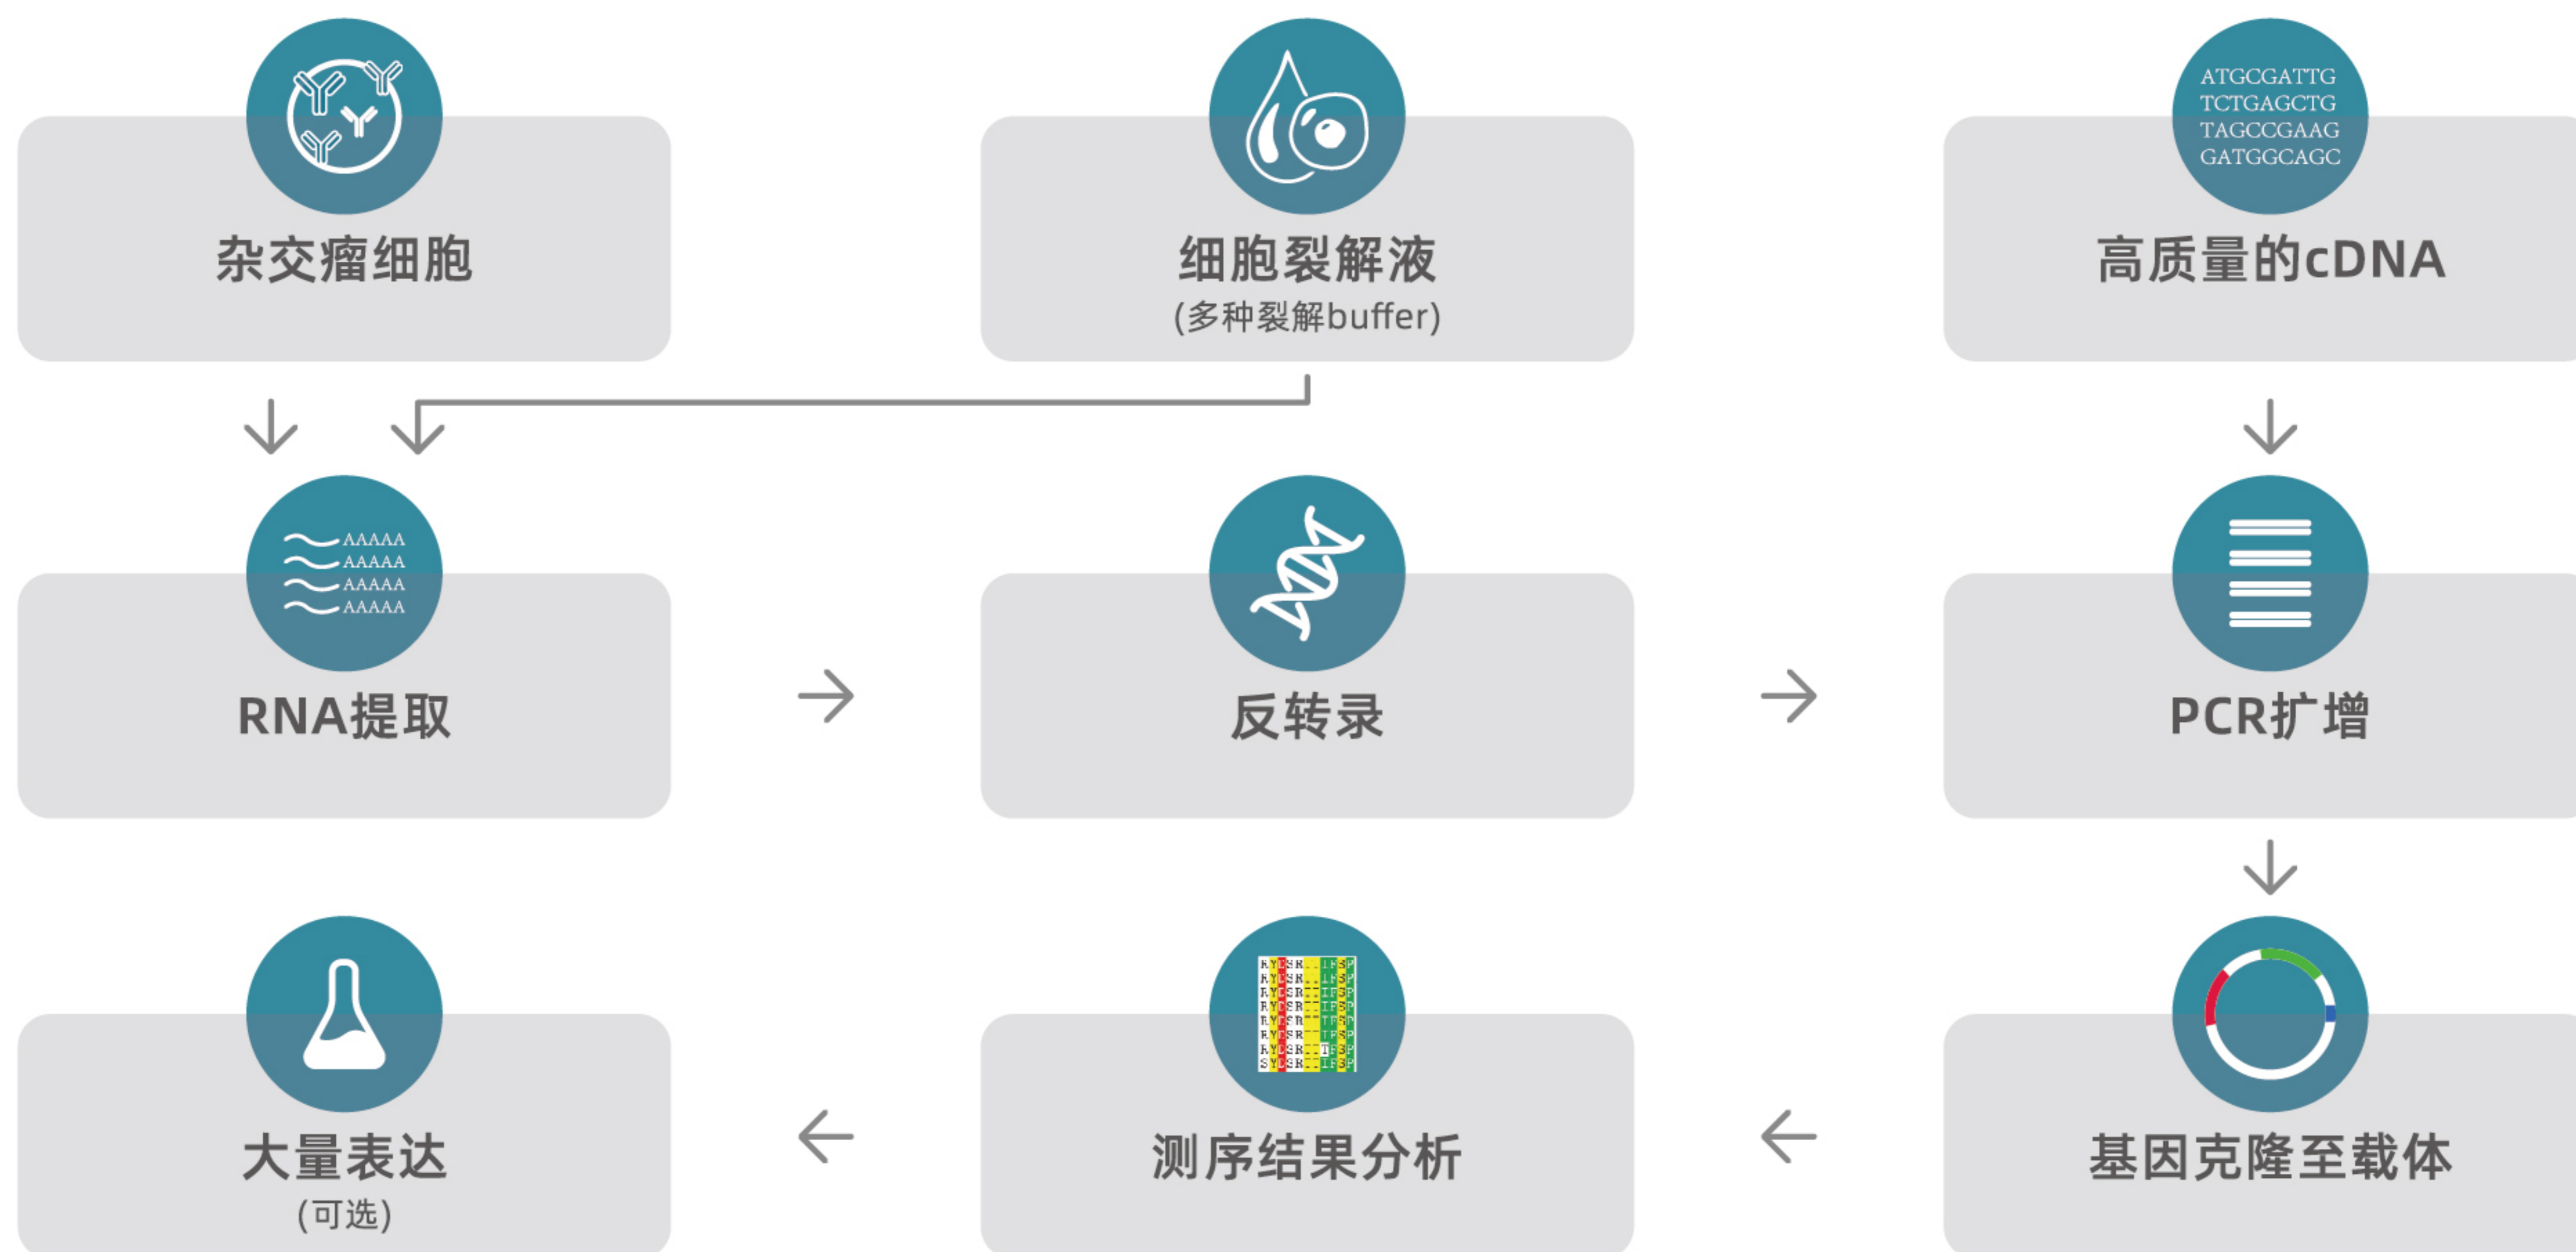 ATGCGATTG
TCTGAGCTG
TAGCCGAAG
GATGGCAGC
杂交瘤细胞
细胞裂解液
(多种裂解buffer)
高质量的cDNA
AAAAA
AAAAA
AAAAA
AAAAA
RNA提取
反转录
PCR扩增
大量表达
(可选)
测序结果分析
基因克隆至载体